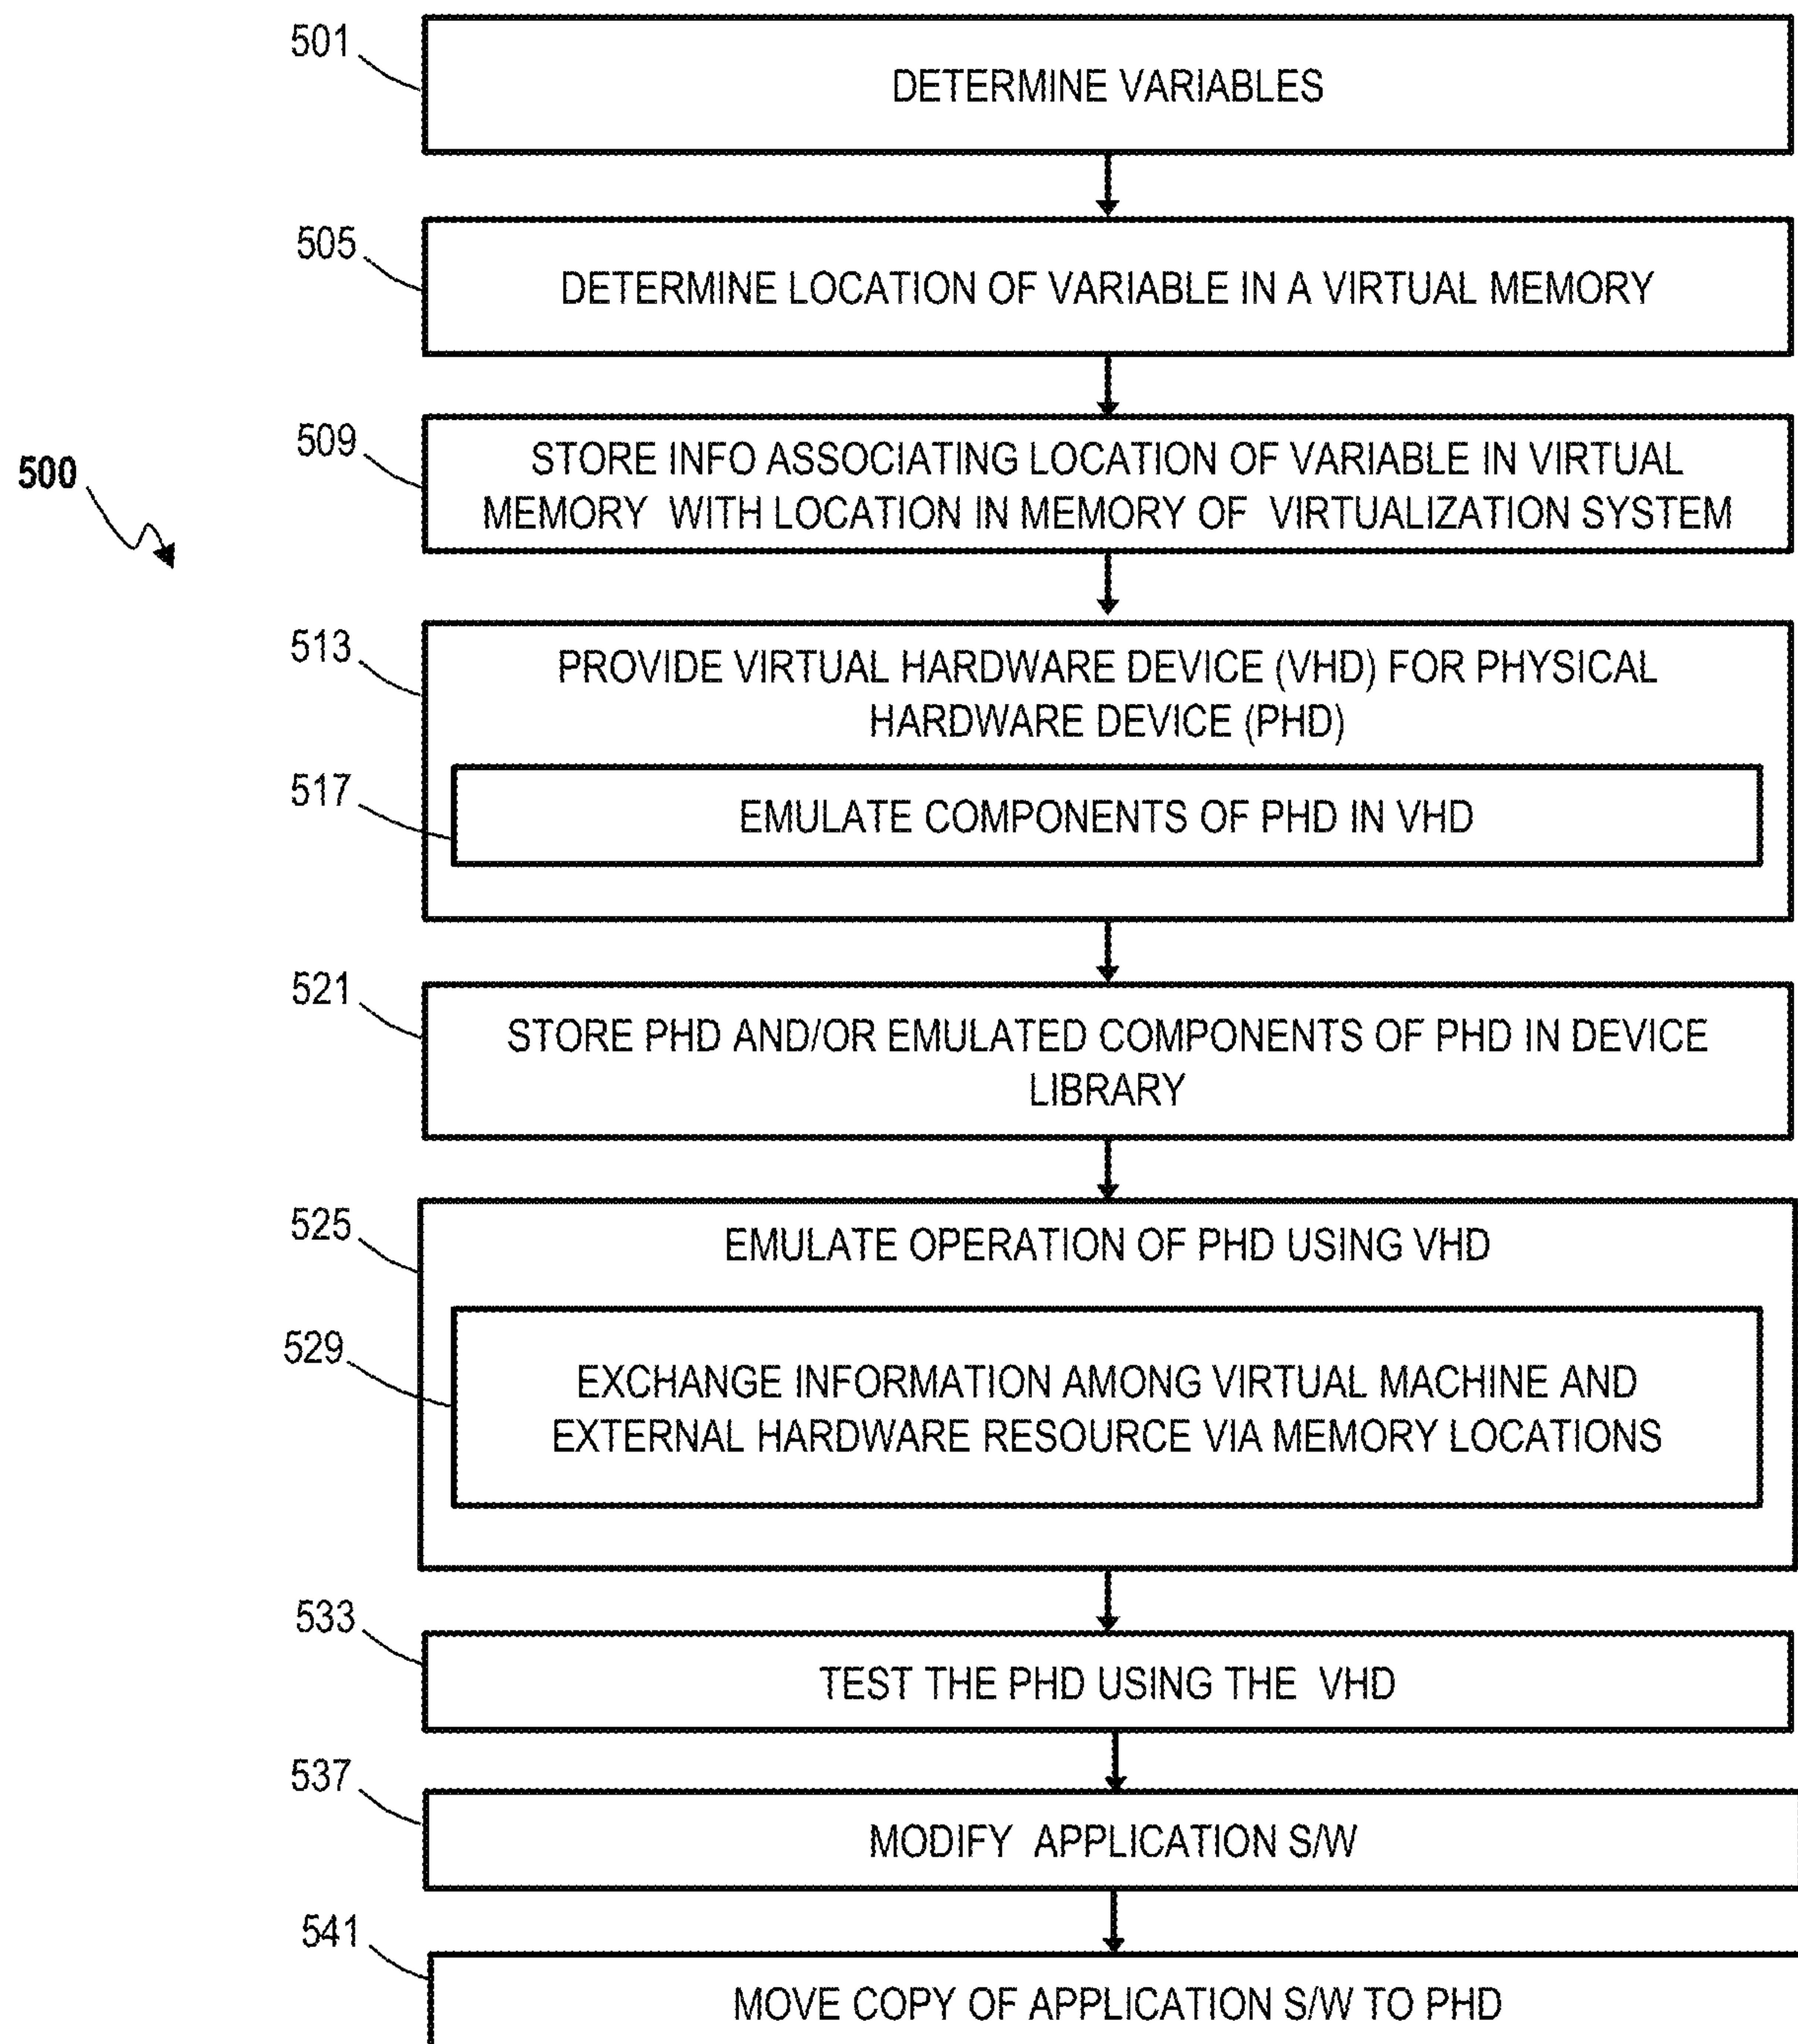 501
DETERMINE VARIABLES
505
DETERMINE LOCATION OF VARIABLE IN A VIRTUAL MEMORY
500
509
STORE INFO ASSOCIATING LOCATION OF VARIABLE IN VIRTUAL
MEMORY WITH LOCATION IN MEMORY OF VIRTUALIZATION SYSTEM
513
PROVIDE VIRTUAL HARDWARE DEVICE (VHD) FOR PHYSICAL
HARDWARE DEVICE (PHD)
517
EMULATE COMPONENTS OF PHD IN VHD
521
STORE PHD AND/OR EMULATED COMPONENTS OF PHD IN DEVICE
LIBRARY
525
EMULATE OPERATION OF PHD USING VHD
529
EXCHANGE INFORMATION AMONG VIRTUAL MACHINE AND
EXTERNAL HARDWARE RESOURCE VIA MEMORY LOCATIONS
533
TEST THE PHD USING THE VHD
537
MODIFY APPLICATION S/W
541
MOVE COPY OF APPLICATION S/W TO PHD